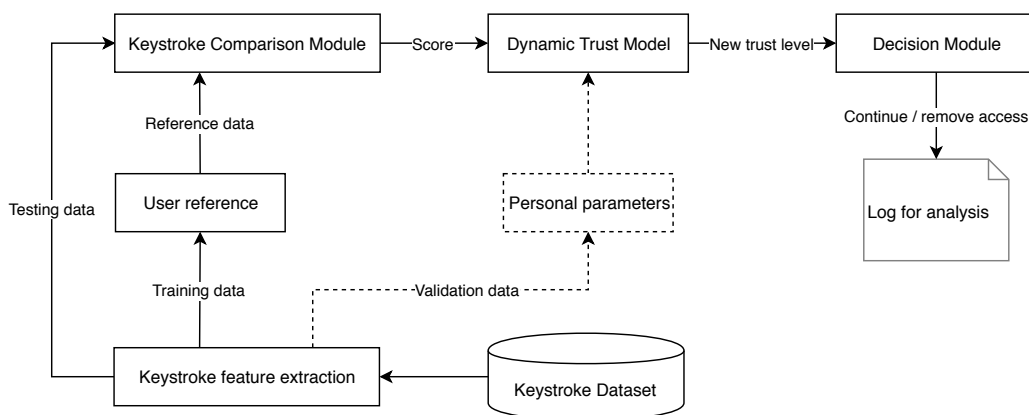 Keystroke Comparison Module
Score
Dynamic Trust Model
New trust level
Decision Module
Reference data
Continue / remove access
Testing data
User reference
Personal parameters
Log for analysis
Training data
Validation data
Keystroke feature extraction
Keystroke Dataset